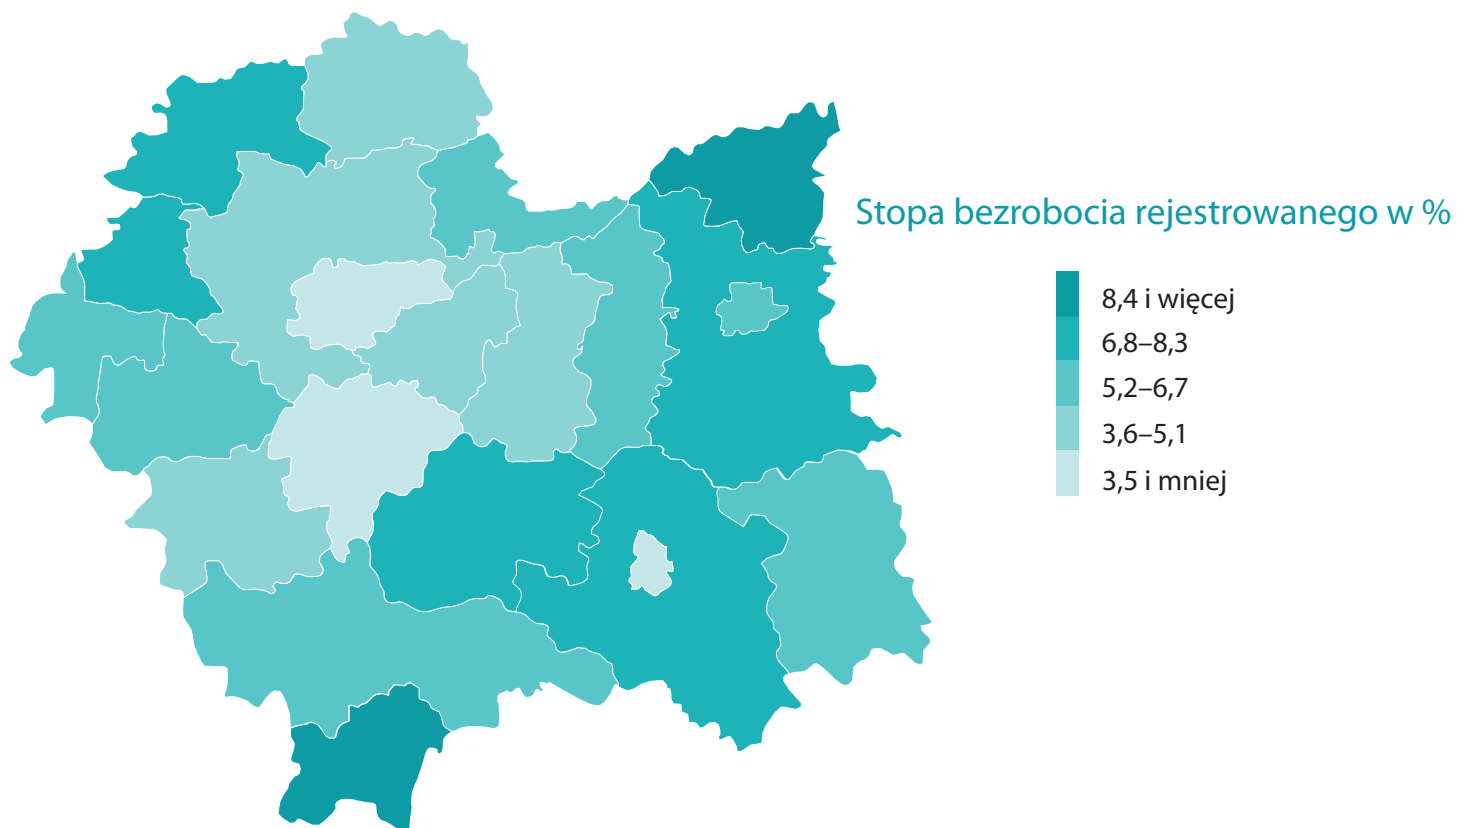 Stopa bezrobocia rejestrowanego w %
8,4 i więcej
6,8–8,3
5,2–6,7
3,6–5,1
3,5 i mniej